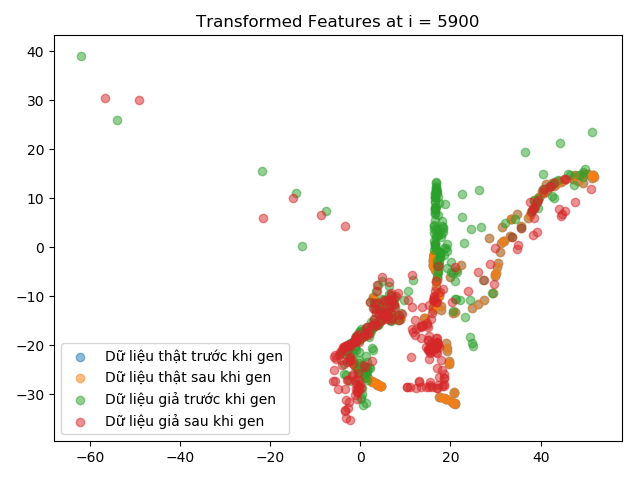 Transformed Features at i = 5900
40
30
20
10
0
−10
−20
−30
Dữ liệu thật trước khi gen
Dữ liệu thật sau khi gen
Dữ liệu giả trước khi gen
Dữ liệu giả sau khi gen
−60 −40 −20 0 20 40